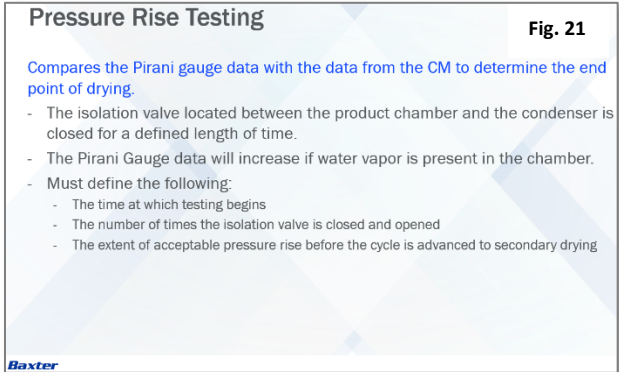 Pressure Rise Testing
Fig. 21
Compares the Pirani gauge data with the data from the CM to determine the end
point of drying.
- The isolation valve located between the product chamber and the condenser is
closed for a defined length of time.
- The Pirani Gauge data will increase if water vapor is present in the chamber.
- Must define the following:
- The time at which testing begins
- The number of times the isolation valve is closed and opened
- The extent of acceptable pressure rise before the cycle is advanced to secondary drying
Baxter